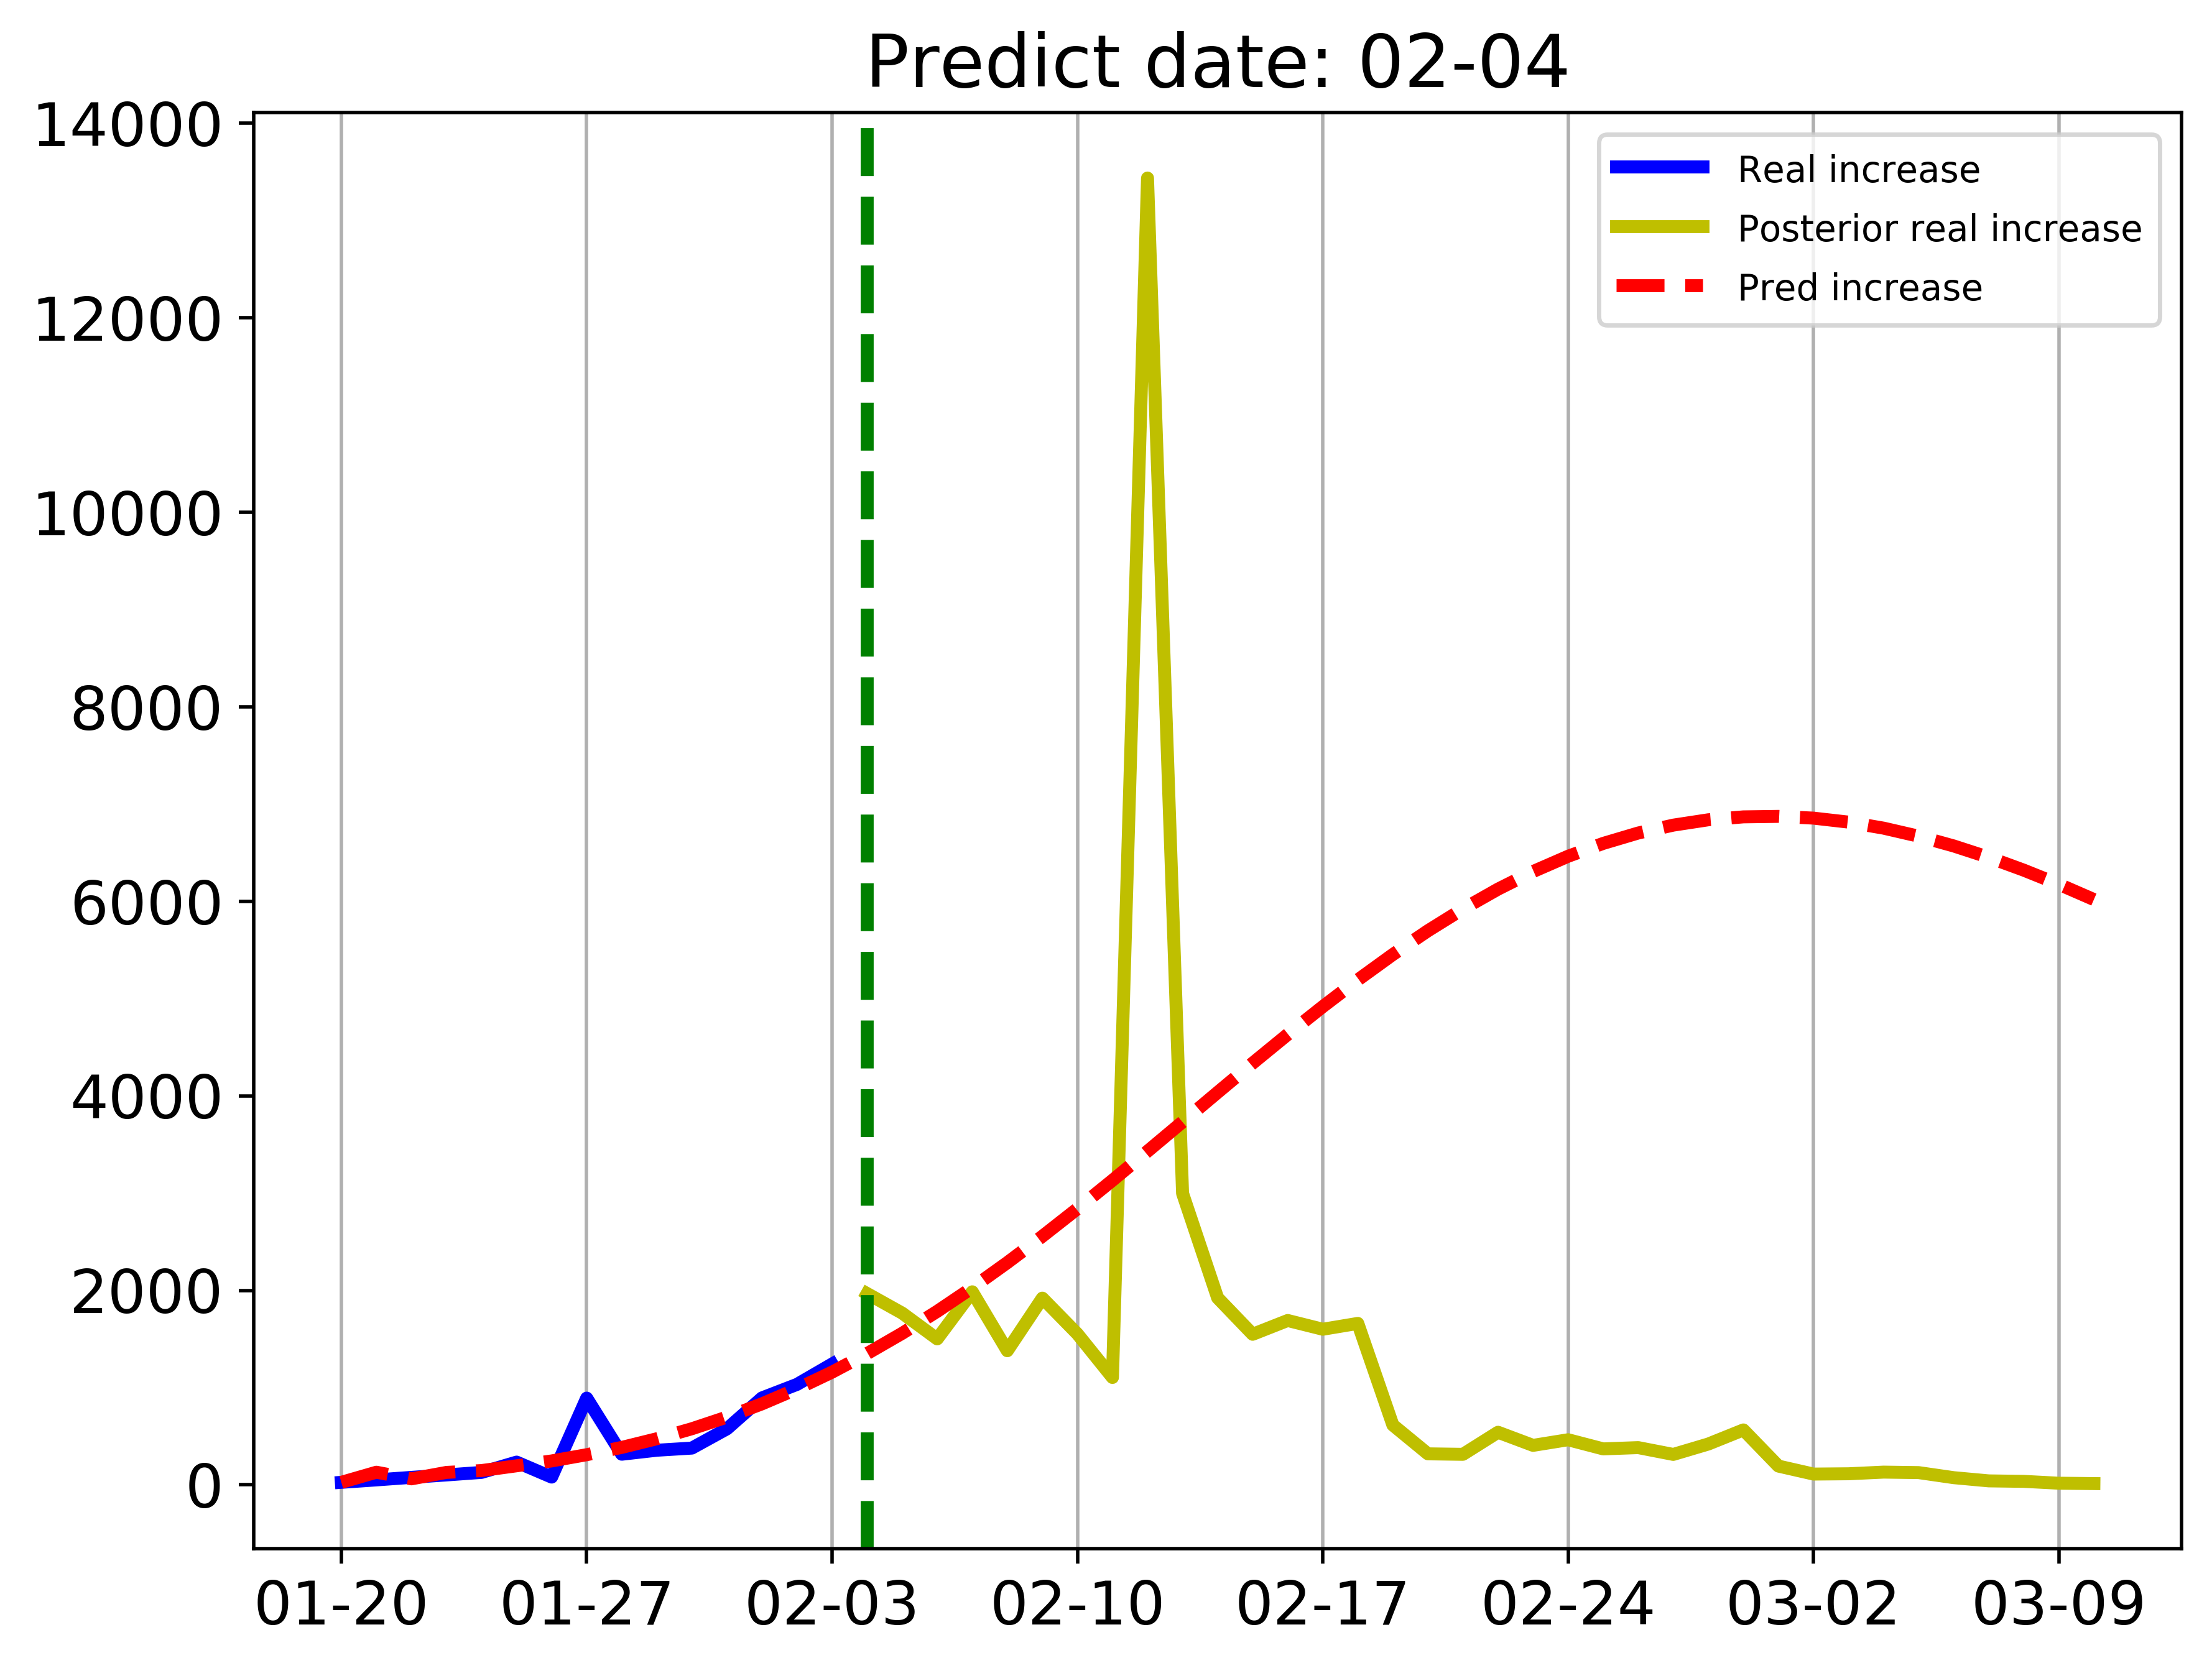 Predict date: 02-04
14000
12000
10000
8000
6000
4000
2000
0
Real increase
Posterior real increase
Pred increase
01-20 01-27 02-03 02-10 02-17 02-24 03-02 03-09